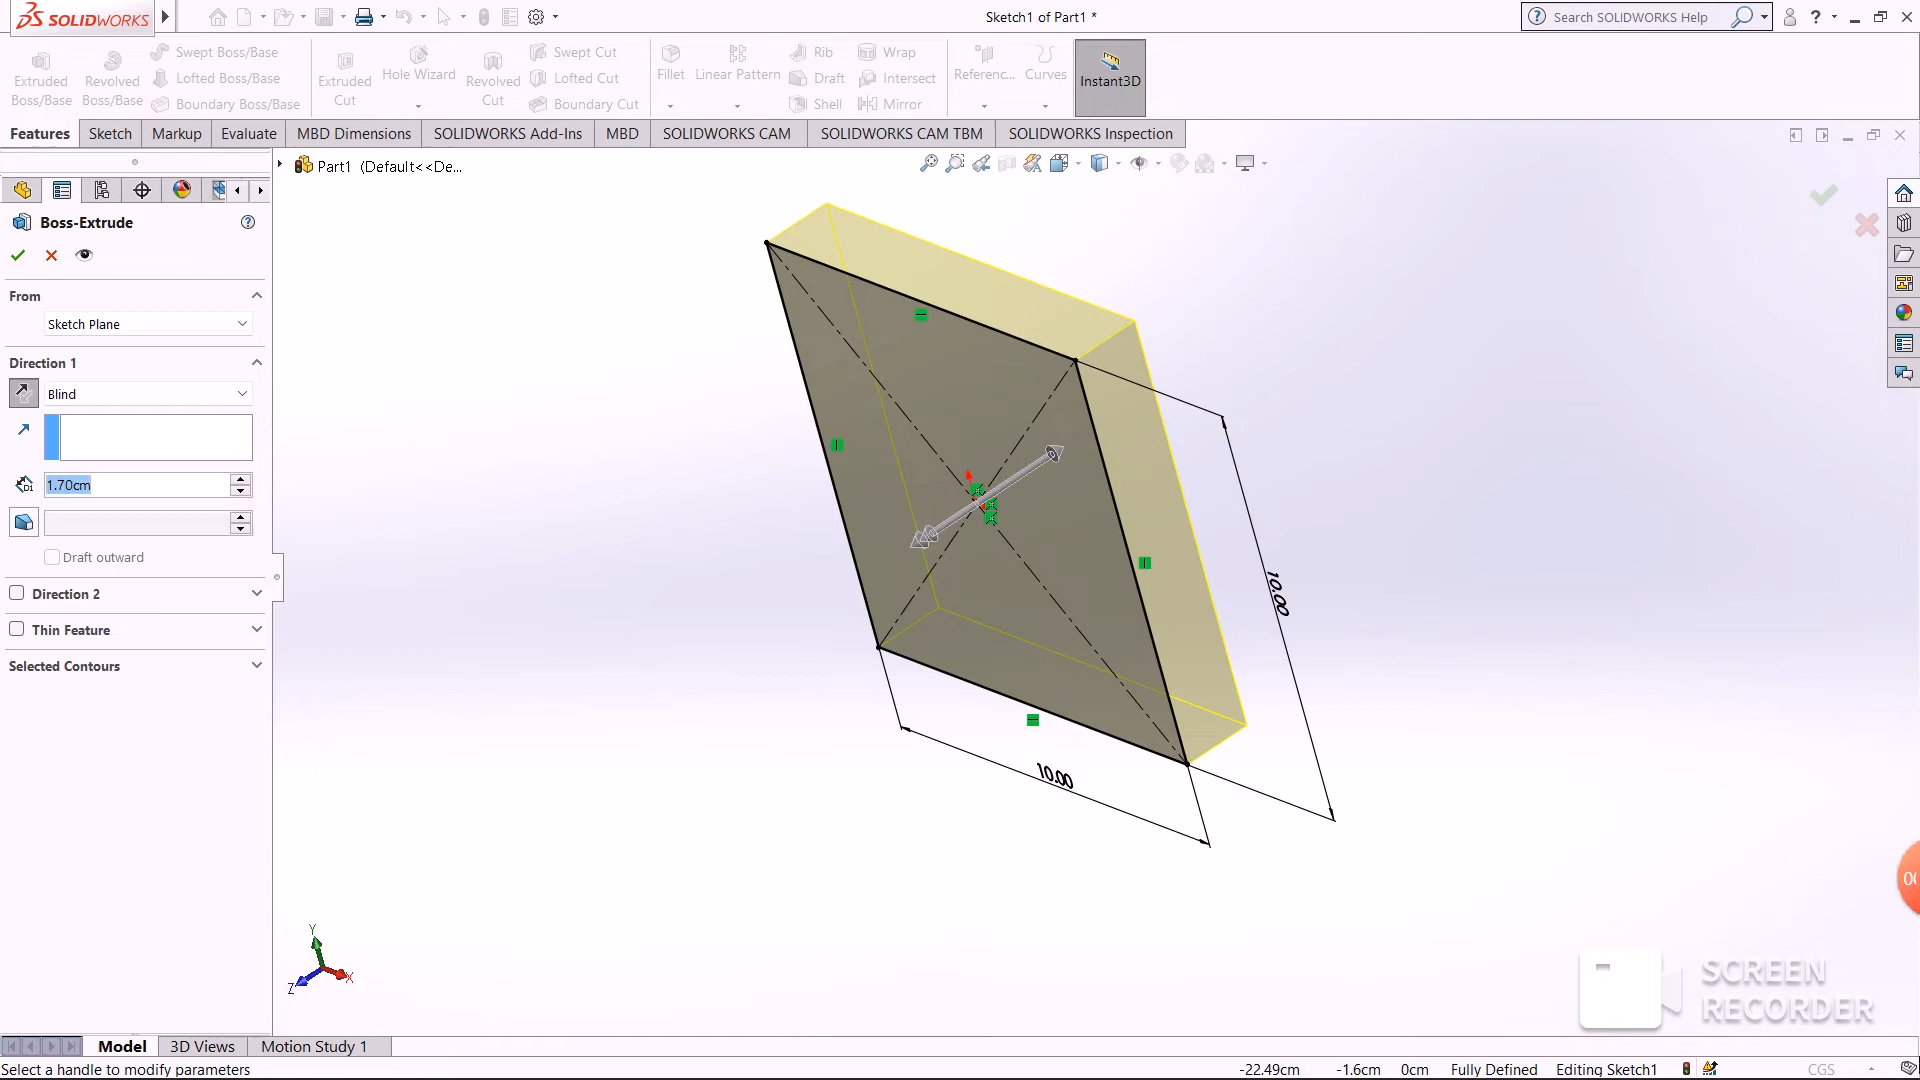 SOLIDWORKS
Sketch1 of Part1 *
Search SOLIDWORKS Help
Extruded Boss/Base
Revolved Boss/Base
Swept Boss/Base
Lofted Boss/Base
Boundary Boss/Base
Extruded Cut
Hole Wizard
Revolved Cut
Swept Cut
Lofted Cut
Boundary Cut
Fillet
Linear Pattern
Rib
Draft
Shell
Wrap
Intersect
Mirror
Referenc...
Curves
Instant3D
Features
Sketch
Markup
Evaluate
MBD Dimensions
SOLIDWORKS Add-Ins
MBD
SOLIDWORKS CAM
SOLIDWORKS CAM TBM
SOLIDWORKS Inspection
Part1 (Default<<De...
Boss-Extrude
From
Sketch Plane
Direction 1
Blind
D1
1.70cm
Draft outward
Direction 2
Thin Feature
Selected Contours
10.00
10.00
Y
Z
X
00
SCREEN
RECORDER
Model
3D Views
Motion Study 1
Select a handle to modify parameters
-22.49cm
-1.6cm
0cm
Fully Defined
Editing Sketch1
CGS